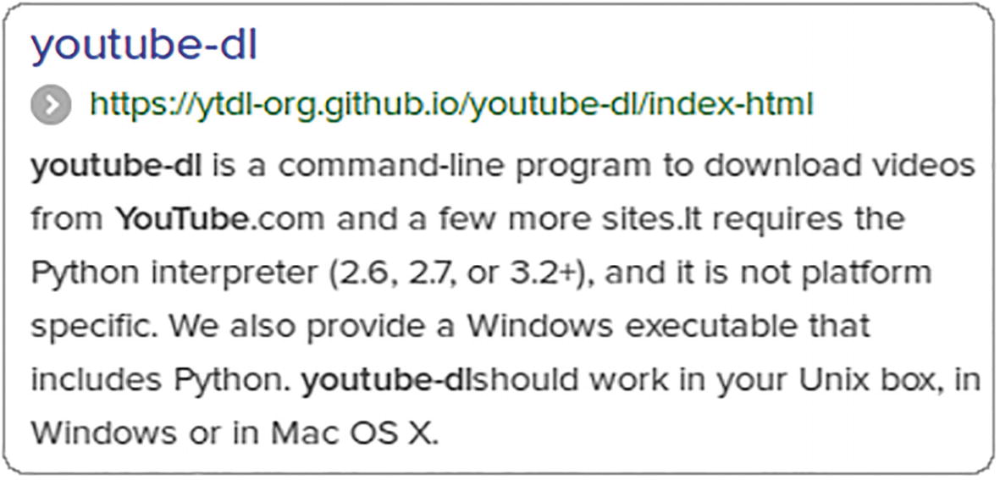 youtube-dl
https://ytdl-org.github.io/youtube-dl/index-html
youtube-dl is a command-line program to download videos
from YouTube.com and a few more sites.It requires the
Python interpreter (2.6, 2.7, or 3.2+), and it is not platform
specific. We also provide a Windows executable that
includes Python. youtube-dlshould work in your Unix box, in
Windows or in Mac OS X.